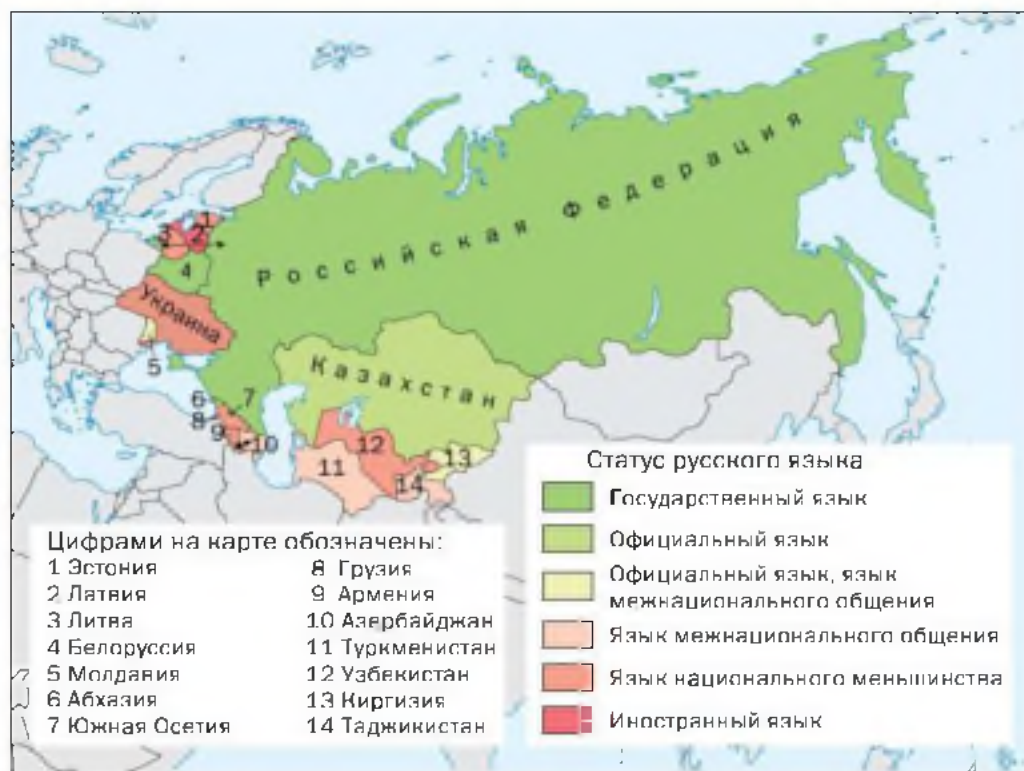 Российская Федерация
1
3
2
4
Украина
5
Казахстан
6
7
8
9
10
11
12
13
14
Статус русского языка
Государственный язык
Официальный язык
Официальный язык, язык
межнационального общения
Язык межнационального общения
Язык национального меньшинства
Иностранный язык
Цифрами на карте обозначены:
1 Эстония
2 Латвия
3 Литва
4 Белоруссия
5 Молдавия
6 Абхазия
7 Южная Осетия
8 Грузия
9 Армения
10 Азербайджан
11 Туркменистан
12 Узбекистан
13 Киргизия
14 Таджикистан